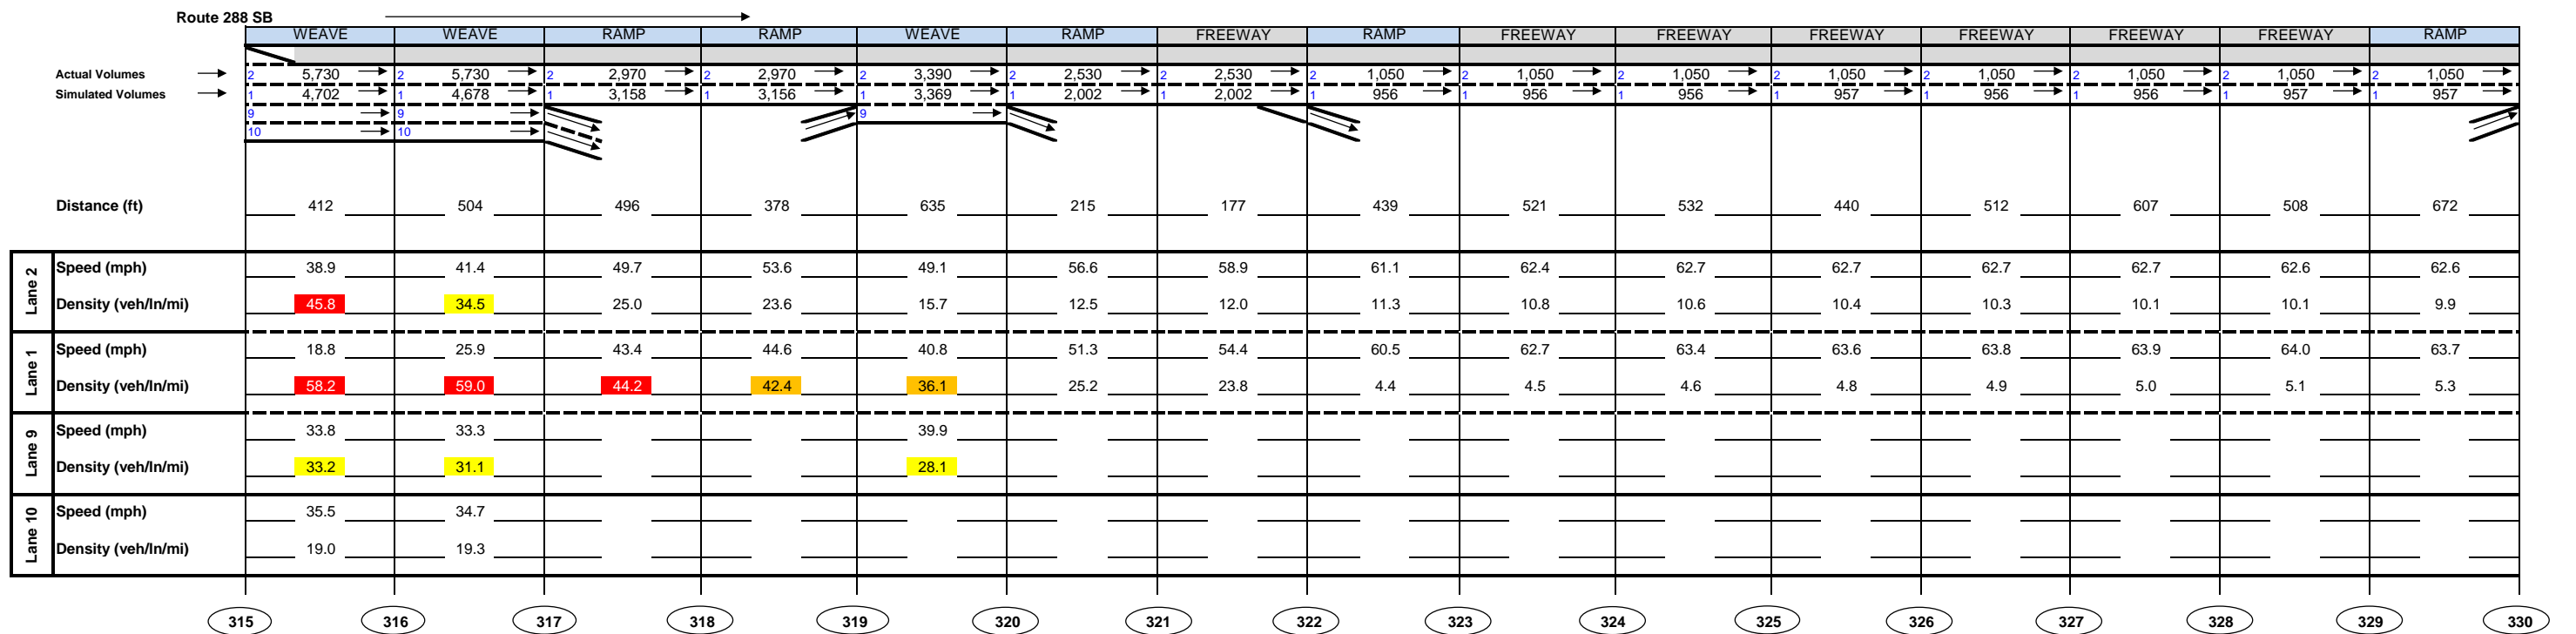 Route 288 SB
WEAVE WEAVE RAMP RAMP WEAVE RAMP FREEWAY RAMP FREEWAY FREEWAY FREEWAY FREEWAY FREEWAY FREEWAY RAMP
Actual Volumes 2 5,730 2 5,730 2 2,970 2 2,970 2 3,390 2 2,530 2 2,530 2 1,050 2 1,050 2 1,050 2 1,050 2 1,050 2 1,050 2 1,050 2 1,050
Simulated Volumes 1 4,702 1 4,678 1 3,158 1 3,156 1 3,369 1 2,002 1 2,002 1 956 1 956 1 956 1 957 1 956 1 956 1 957 1 957
9 9 9
10 10
Distance (ft) 412 504 496 378 635 215 177 439 521 532 440 512 607 508 672
Lane 2
Speed (mph) 38.9 41.4 49.7 53.6 49.1 56.6 58.9 61.1 62.4 62.7 62.7 62.7 62.7 62.6 62.6
Density (veh/ln/mi) 45.8 34.5 25.0 23.6 15.7 12.5 12.0 11.3 10.8 10.6 10.4 10.3 10.1 10.1 9.9
Lane 1
Speed (mph) 18.8 25.9 43.4 44.6 40.8 51.3 54.4 60.5 62.7 63.4 63.6 63.8 63.9 64.0 63.7
Density (veh/ln/mi) 58.2 59.0 44.2 42.4 36.1 25.2 23.8 4.4 4.5 4.6 4.8 4.9 5.0 5.1 5.3
Lane 9
Speed (mph) 33.8 33.3 39.9
Density (veh/ln/mi) 33.2 31.1 28.1
Lane 10
Speed (mph) 35.5 34.7
Density (veh/ln/mi) 19.0 19.3
315 316 317 318 319 320 321 322 323 324 325 326 327 328 329 330